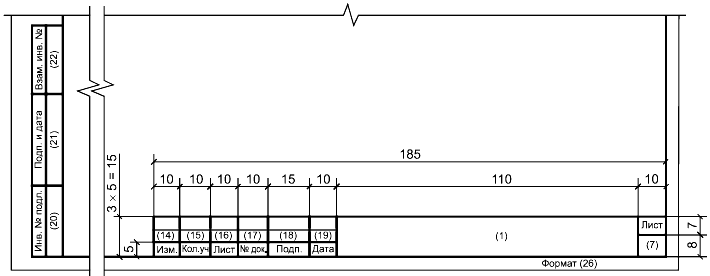 Взам. инв. №
(22)
Подп. и дата
(21)
Инв. № подл.
(20)
185
10 10 10 10 15 10 110 10
3 × 5 = 15
5
(14) (15) (16) (17) (18) (19)
Изм. Кол.уч Лист № док. Подп. Дата
(1)
Лист
(7)
7
8
Формат (26)